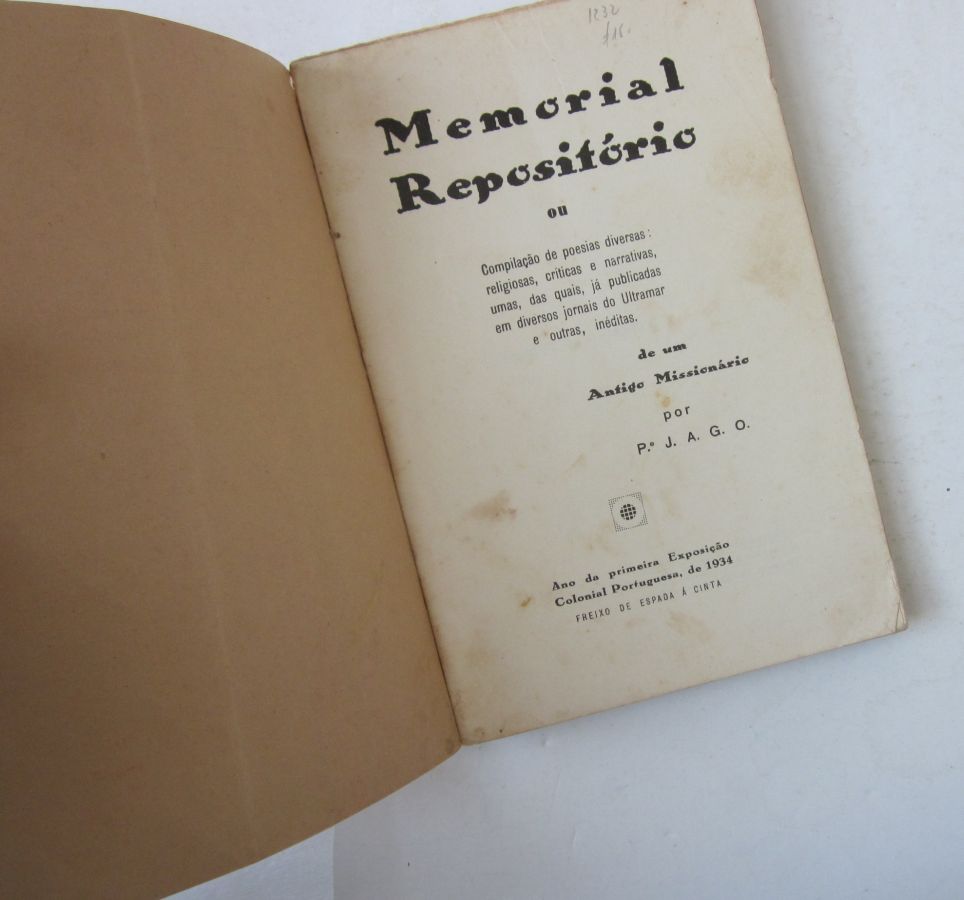 1232
Memorial
Repositório
ou
Compilação de poesias diversas:
religiosas, críticas e narrativas,
umas, das quais, já publicadas
em diversos jornais do Ultramar
e outras, inéditas.
de um
Antigo Missionário
por
P.º J. A. G. O.
Ano da primeira Exposição
Colonial Portuguesa, de 1934
FREIXO DE ESPADA Á CINTA